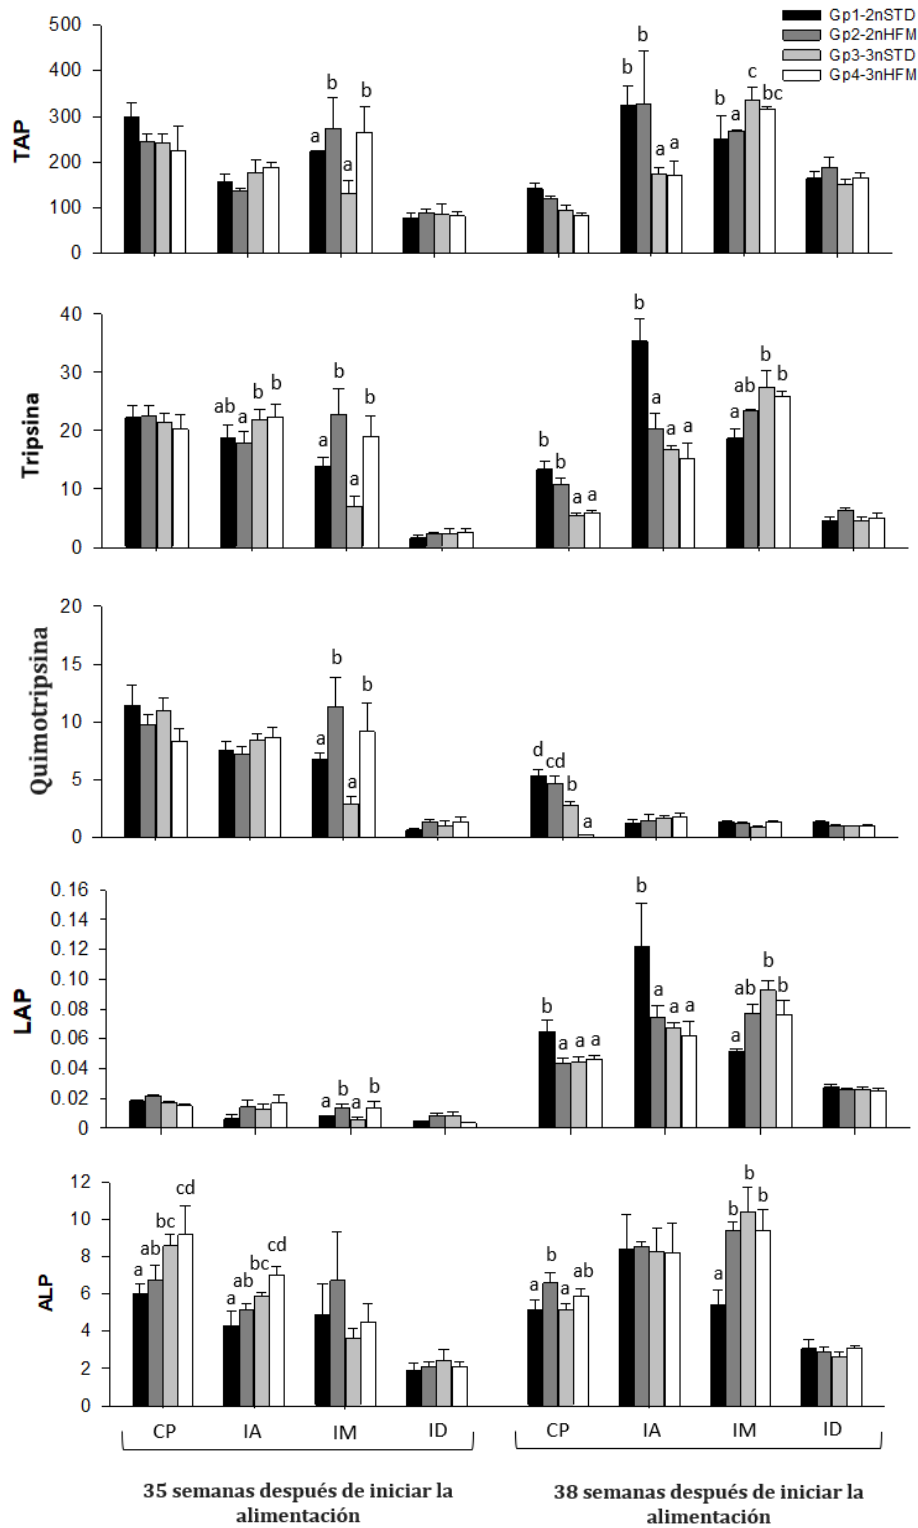 Gp1-2nSTD
Gp2-2nHFM
Gp3-3nSTD
Gp4-3nHFM
TAP
500
400
300
200
100
0
a b a b
b b a a
b a c bc
Tripsina
40
30
20
10
0
ab a b b
a b a b
b b a a
b a a a
a ab b b
Quimotripsina
20
15
10
5
0
a b a b
d cd b a
LAP
0.16
0.14
0.12
0.10
0.08
0.06
0.04
0.02
0
a b a b
b a a a
b a a a
a ab b b
ALP
12
10
8
6
4
2
0
a ab bc cd
a ab bc cd
a b a ab
a b b b
CP IA IM ID CP IA IM ID
35 semanas después de iniciar la
alimentación
38 semanas después de iniciar la
alimentación